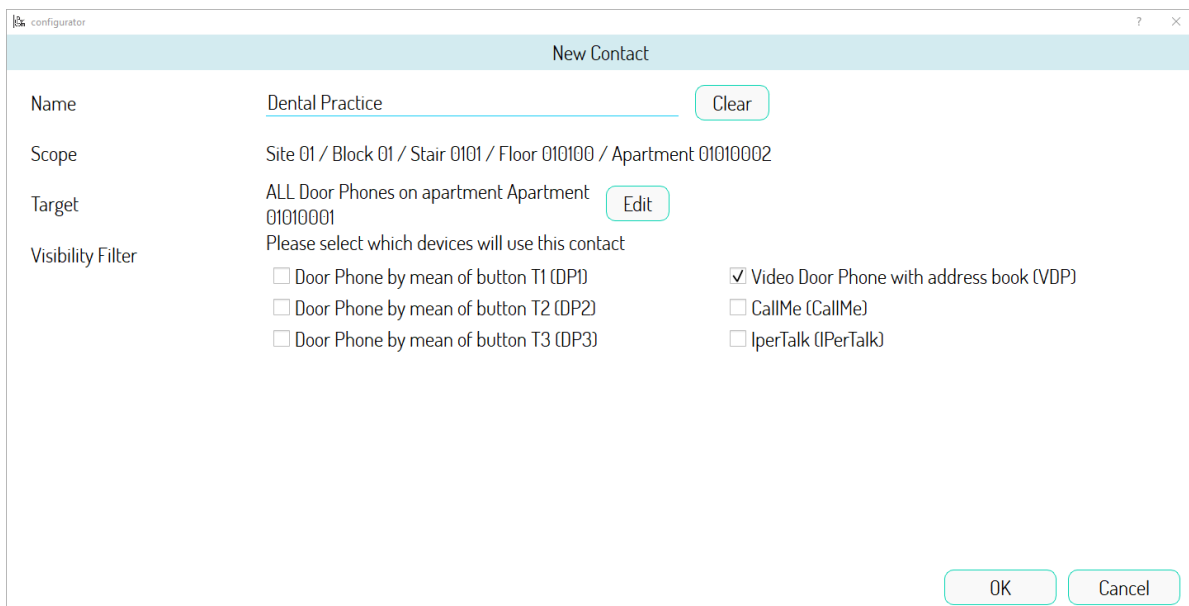 configurator ?
New Contact
Name Dental Practice Clear
Scope Site 01 / Block 01 / Stair 0101 / Floor 010100 / Apartment 01010002
Target ALL Door Phones on apartment Apartment
01010001 Edit
Visibility Filter Please select which devices will use this contact
Door Phone by mean of button T1 (DP1) Video Door Phone with address book (VDP)
Door Phone by mean of button T2 (DP2) CallMe (CallMe)
Door Phone by mean of button T3 (DP3) IperTalk (IPerTalk)
OK Cancel